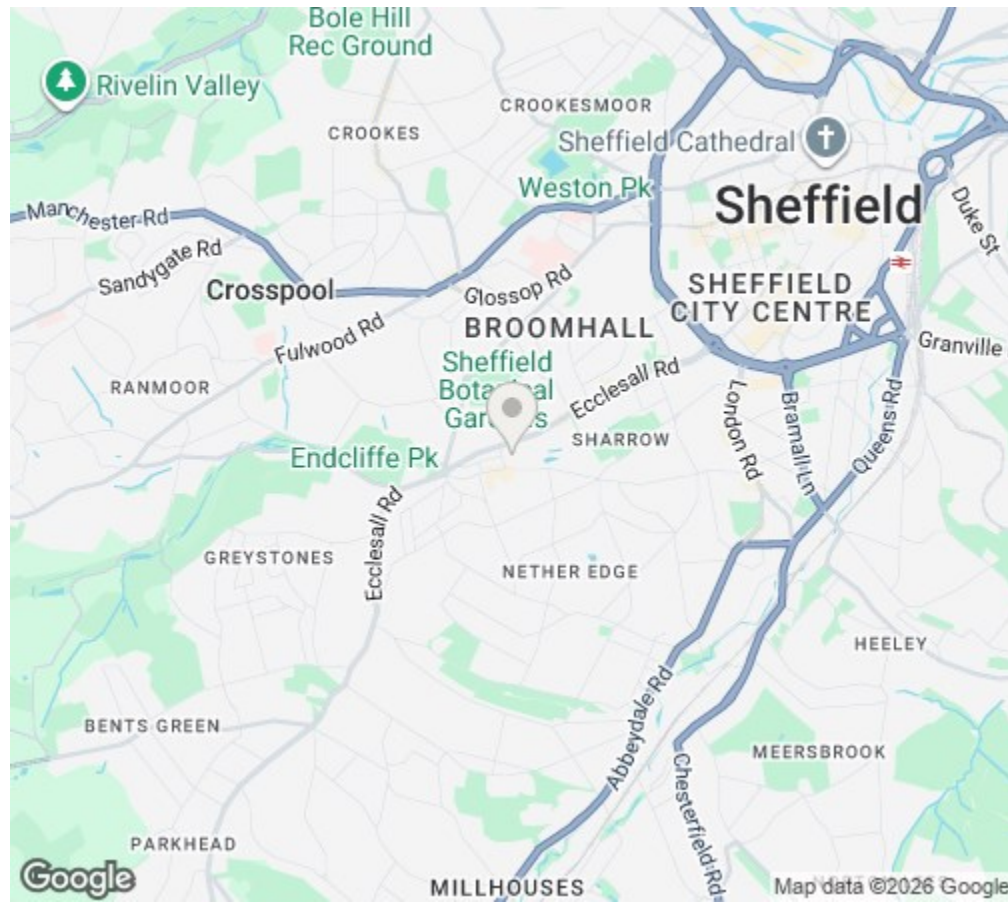 Bole Hill
Rec Ground
Rivelin Valley
CROOKES
CROOKESMOOR
Sheffield Cathedral
Weston Pk
Manchester Rd
Sheffield
Duke St
Sandygate Rd
Crosspool
Glossop Rd
SHEFFIELD
CITY CENTRE
BROOMHALL
Fulwood Rd
Granville
Sheffield
Botanical
Gardens
RANMOOR
Ecclesall Rd
SHARROW
London Rd
Bramall Ln
Queens Rd
Endcliffe Pk
Ecclesall Rd
GREYSTONES
NETHER EDGE
HEELEY
Abbeydale Rd
BENTS GREEN
MEERSBROOK
Chesterfield Rd
PARKHEAD
MILLHOUSES
Google
Map data ©2026 Google